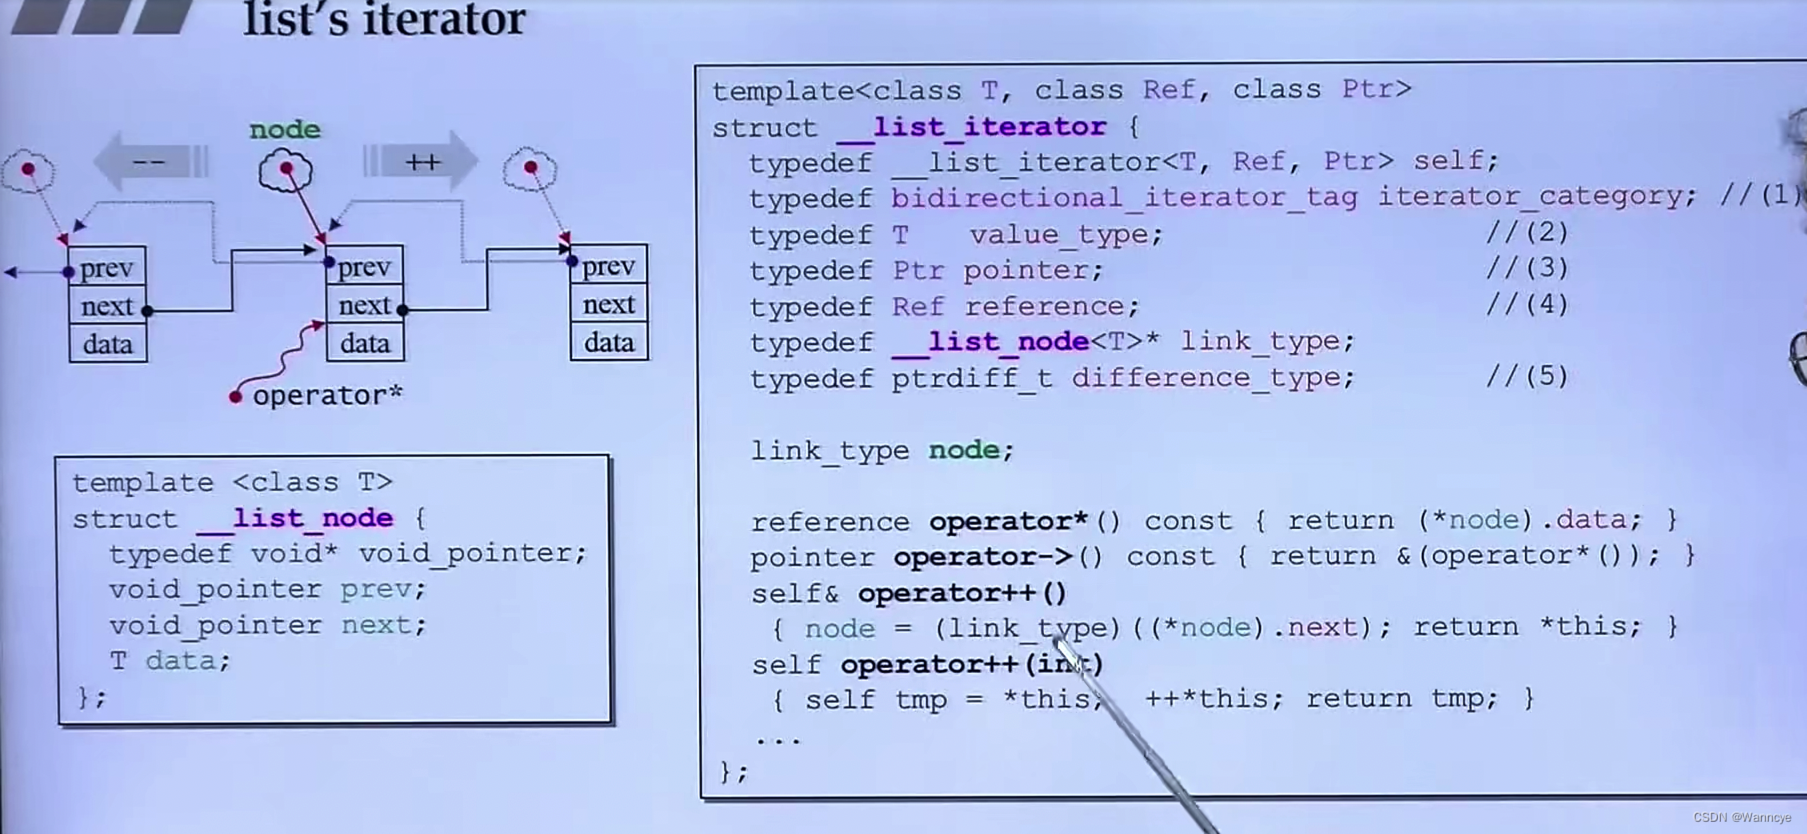 list's iterator
node
-- ++
prev prev prev
next next next
data data data
operator*
template <class T>
struct __list_node {
typedef void* void_pointer;
void_pointer prev;
void_pointer next;
T data;
};
template<class T, class Ref, class Ptr>
struct __list_iterator {
typedef __list_iterator<T, Ref, Ptr> self;
typedef bidirectional_iterator_tag iterator_category; //(1)
typedef T value_type; //(2)
typedef Ptr pointer; //(3)
typedef Ref reference; //(4)
typedef __list_node<T>* link_type;
typedef ptrdiff_t difference_type; //(5)
link_type node;
reference operator*() const { return (*node).data; }
pointer operator->() const { return &(operator*()); }
self& operator++()
{ node = (link_type)((*node).next); return *this; }
self operator++(int)
{ self tmp = *this; ++*this; return tmp; }
...
};
CSDN @Wanncye